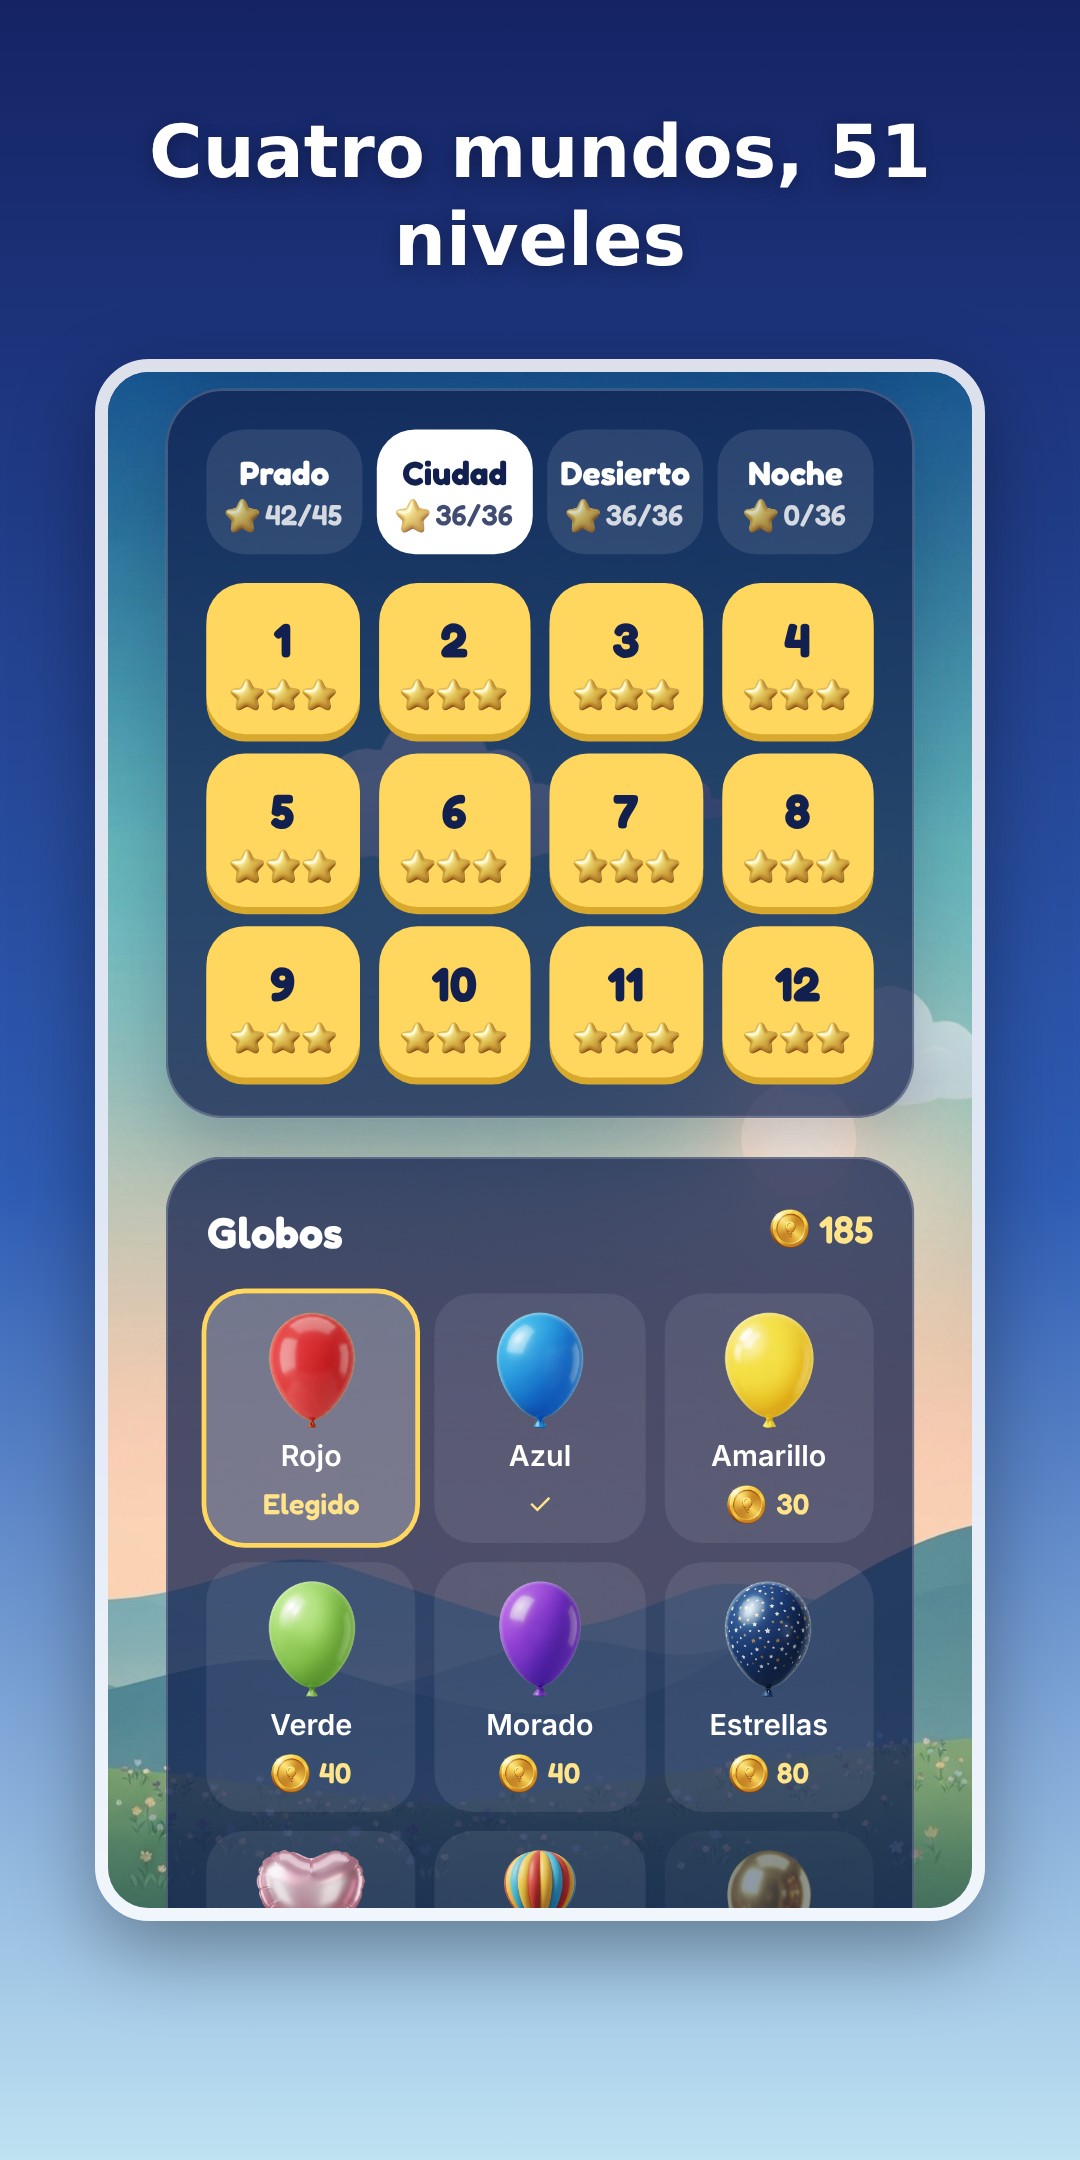 Cuatro mundos, 51
niveles
Prado Ciudad Desierto Noche
42/45 36/36 36/36 0/36
1 2 3 4
5 6 7 8
9 10 11 12
Globos 185
Rojo Azul Amarillo
Elegido ✓ 30
Verde Morado Estrellas
40 40 80